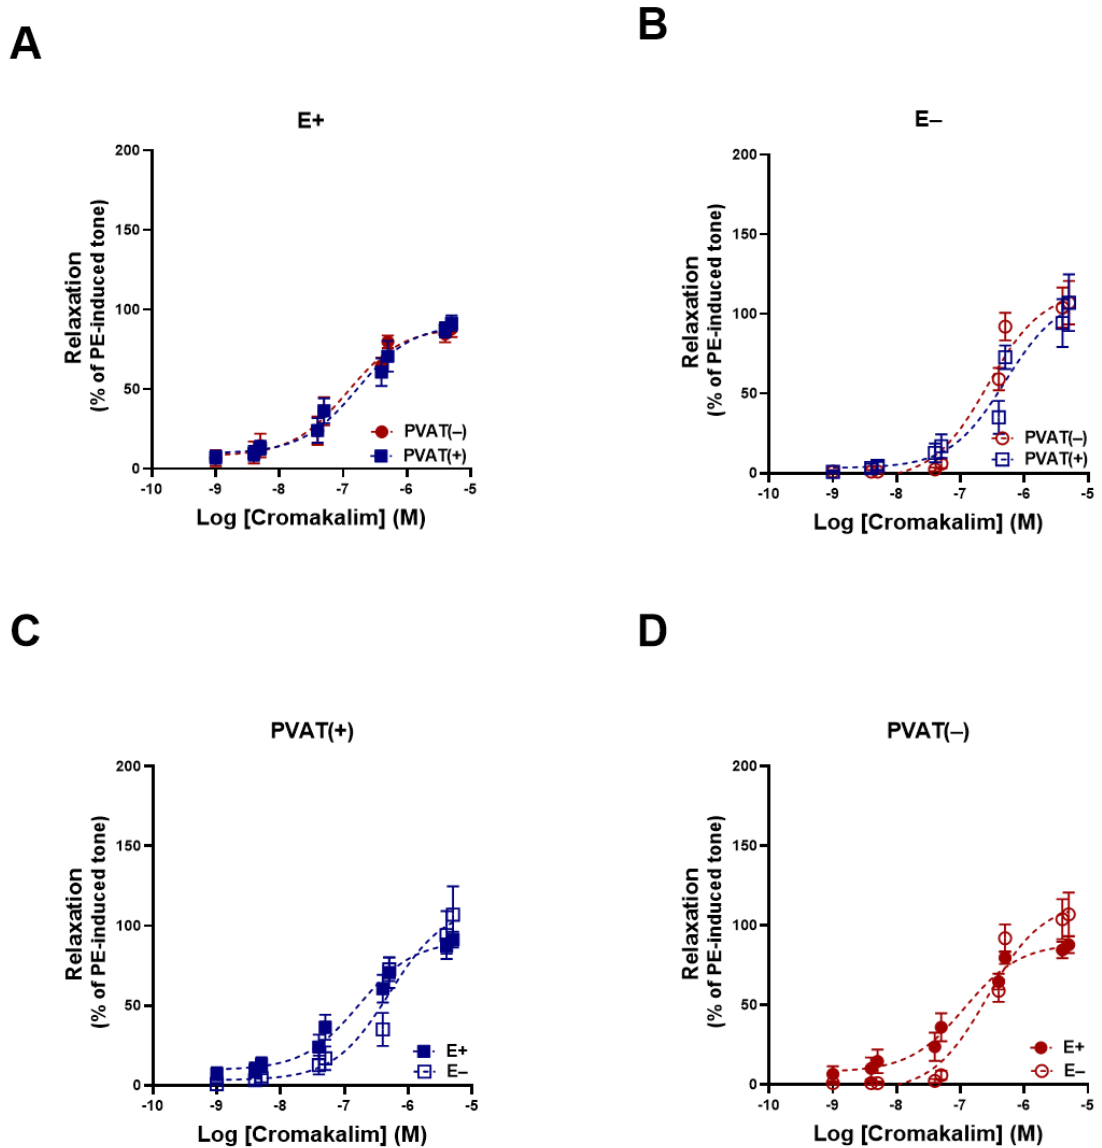 A
E+
Relaxation
(% of PE-induced tone)
200
150
100
50
0
-10
-9
-8
-7
-6
-5
PVAT(–)
PVAT(+)
Log [Cromakalim] (M)
B
E–
Relaxation
(% of PE-induced tone)
200
150
100
50
0
-10
-9
-8
-7
-6
-5
PVAT(–)
PVAT(+)
Log [Cromakalim] (M)
C
PVAT(+)
Relaxation
(% of PE-induced tone)
200
150
100
50
0
-10
-9
-8
-7
-6
-5
E+
E–
Log [Cromakalim] (M)
D
PVAT(–)
Relaxation
(% of PE-induced tone)
200
150
100
50
0
-10
-9
-8
-7
-6
-5
E+
E–
Log [Cromakalim] (M)